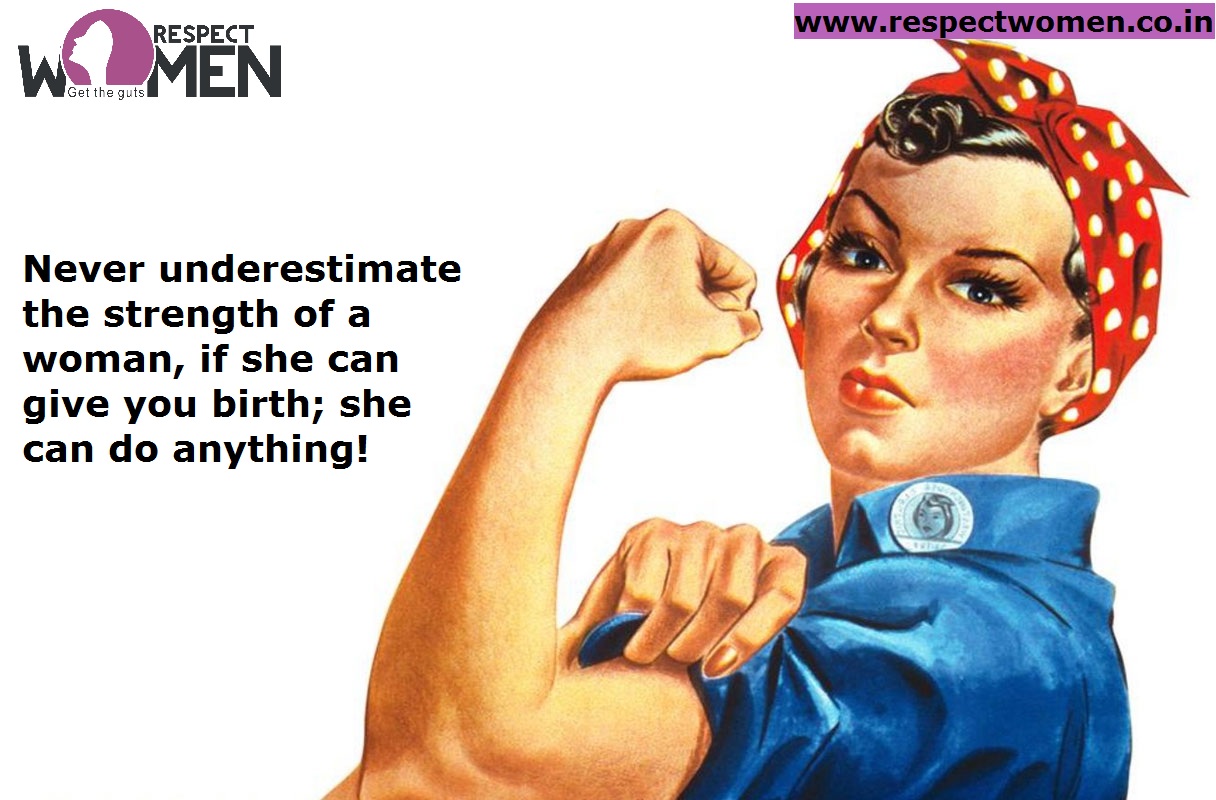 RESPECT
WOMEN
Get the guts
www.respectwomen.co.in
Never underestimate
the strength of a
woman, if she can
give you birth; she
can do anything!